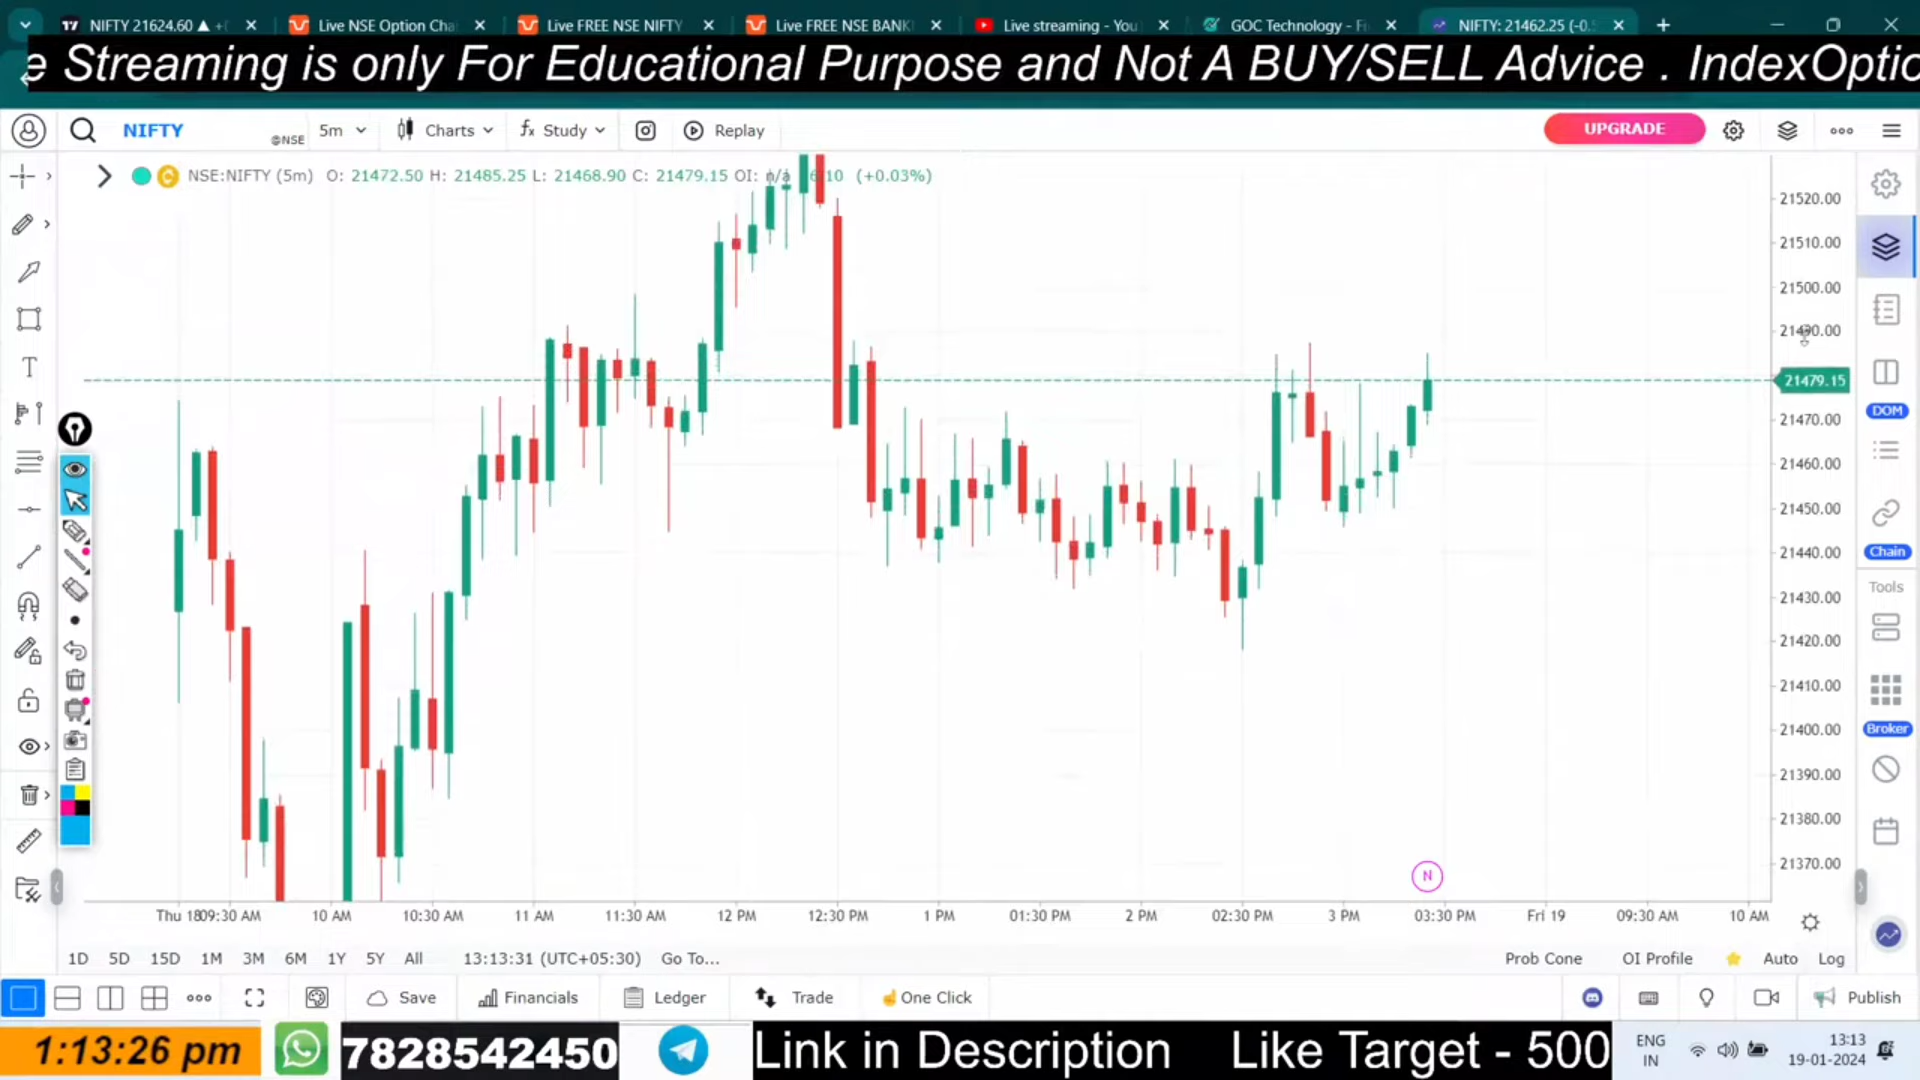 NIFTY 21624.60 ▲ +(
Live NSE Option Cha
Live FREE NSE NIFTY
Live FREE NSE BANK
Live streaming - You
GOC Technology - Fi
NIFTY: 21462.25 (-0.5
e Streaming is only For Educational Purpose and Not A BUY/SELL Advice . IndexOptio
NIFTY @NSE 5m Charts fx Study Replay UPGRADE
NSE:NIFTY (5m) O: 21472.50 H: 21485.25 L: 21468.90 C: 21479.15 OI: n/a 6.10 (+0.03%)
21520.00
21510.00
21500.00
21490.00
21479.15
21470.00
21460.00
21450.00
21440.00
21430.00
21420.00
21410.00
21400.00
21390.00
21380.00
21370.00
DOM
Chain
Tools
Broker
T
N
Thu 18 09:30 AM 10 AM 10:30 AM 11 AM 11:30 AM 12 PM 12:30 PM 1 PM 01:30 PM 2 PM 02:30 PM 3 PM 03:30 PM Fri 19 09:30 AM 10 AM
1D 5D 15D 1M 3M 6M 1Y 5Y All 13:13:31 (UTC+05:30) Go To... Prob Cone OI Profile Auto Log
Save Financials Ledger Trade One Click Publish
1:13:26 pm 7828542450 Link in Description Like Target - 500
ENG
IN
13:13
19-01-2024